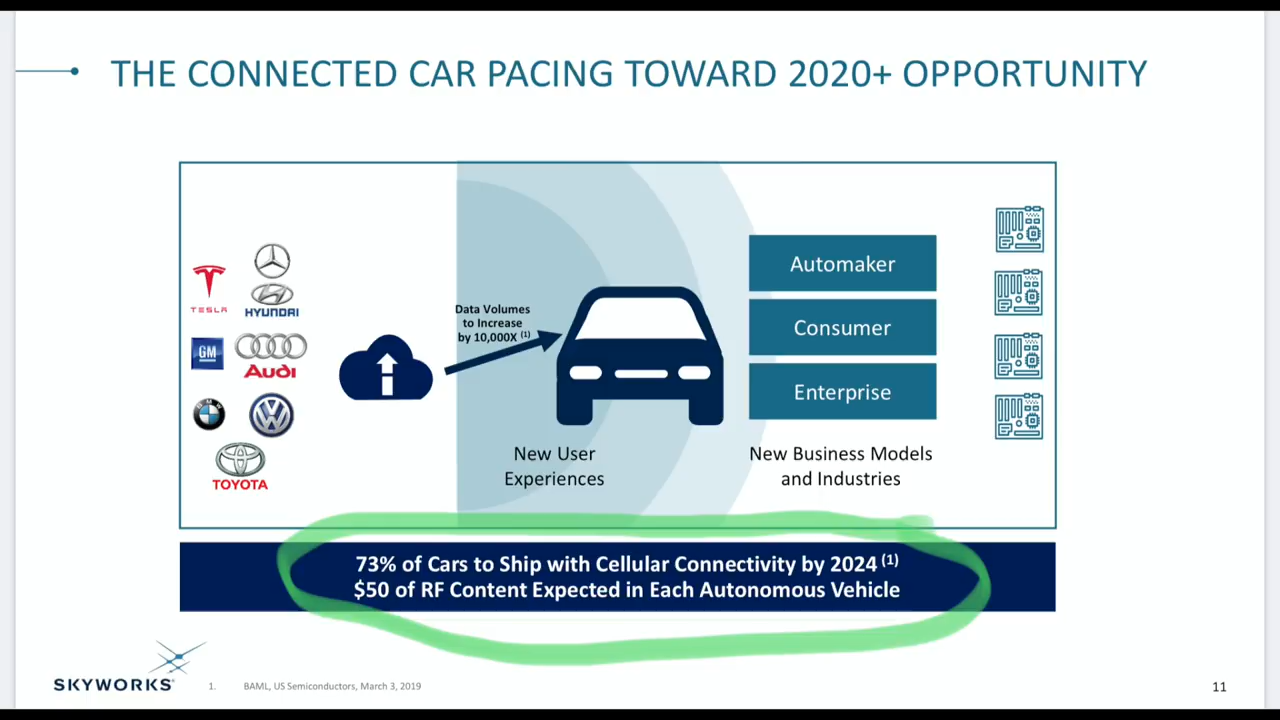 THE CONNECTED CAR PACING TOWARD 2020+ OPPORTUNITY
TESLA
HYUNDAI
GM
Audi
BMW
TOYOTA
Data Volumes
to Increase
by 10,000X (1)
New User
Experiences
Automaker
Consumer
Enterprise
New Business Models
and Industries
73% of Cars to Ship with Cellular Connectivity by 2024 (1)
$50 of RF Content Expected in Each Autonomous Vehicle
SKYWORKS
1. BAML, US Semiconductors, March 3, 2019
11